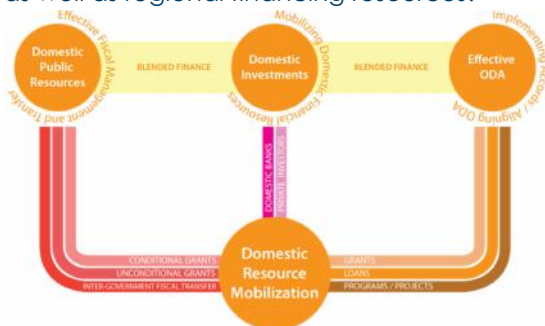 as well as regional financing resources.
Effective Fiscal Management
and Transfer
Domestic
Public
Resources
BLENDED FINANCE
Mobilizing Domestic Financial
Resources
Domestic
Investments
BLENDED FINANCE
Implementing Accords /
Aligning ODA
Effective
ODA
DOMESTIC BANKS
PRIVATE INVESTORS
CONDITIONAL GRANTS
UNCONDITIONAL GRANTS
INTER-GOVERNMENT FISCAL TRANSFER
Domestic
Resource
Mobilization
GRANTS
LOANS
PROGRAMS / PROJECTS